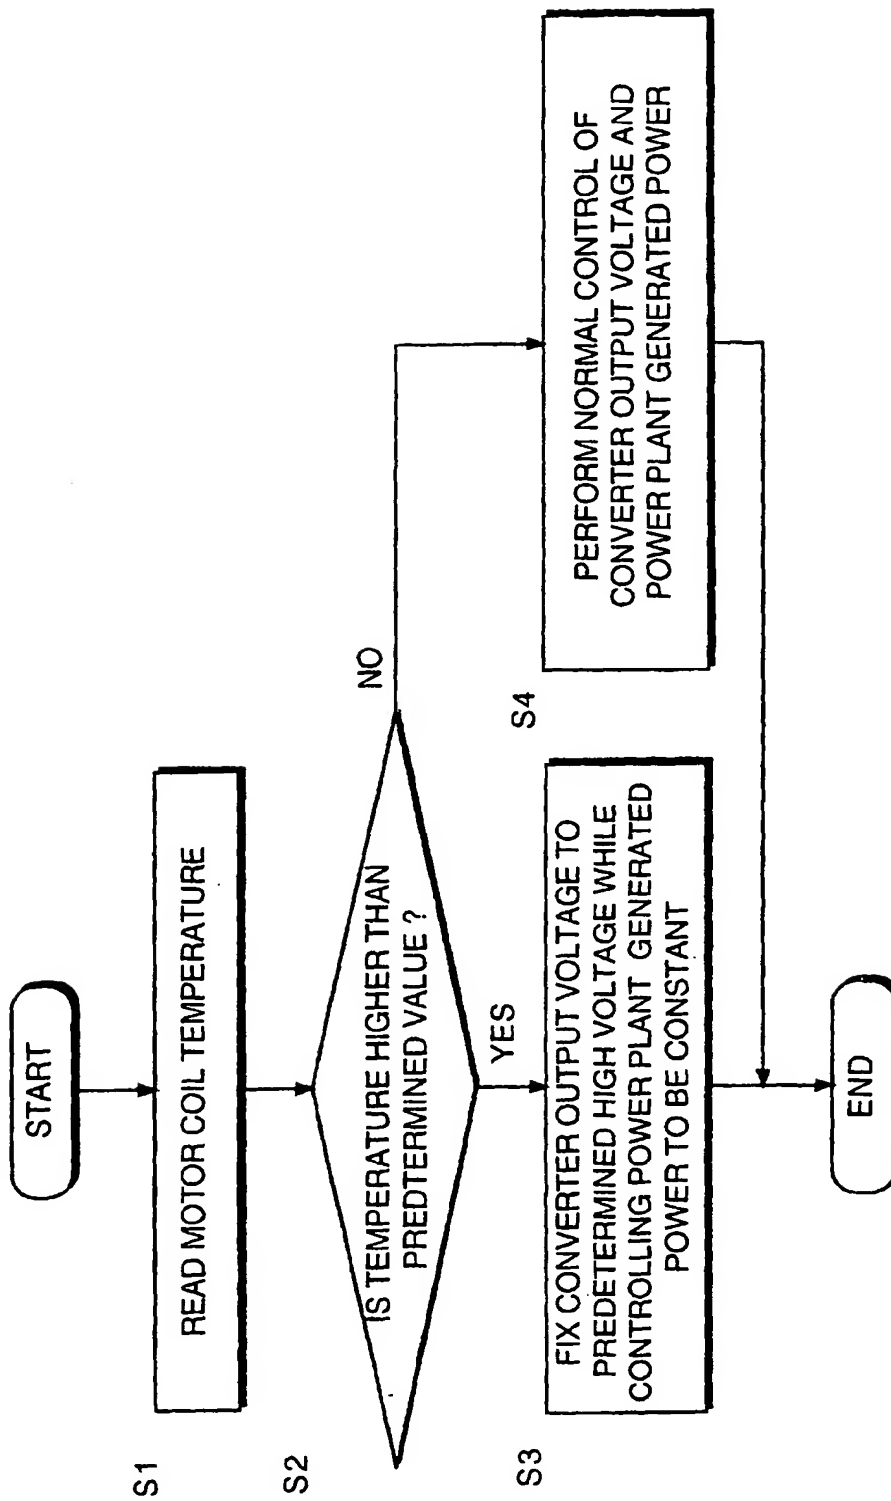 START
S1
READ MOTOR COIL TEMPERATURE
S2
IS TEMPERATURE HIGHER THAN
PREDTERMINED VALUE ?
NO
YES
S3
FIX CONVERTER OUTPUT VOLTAGE TO
PREDETERMINED HIGH VOLTAGE WHILE
CONTROLLING POWER PLANT GENERATED
POWER TO BE CONSTANT
S4
PERFORM NORMAL CONTROL OF
CONVERTER OUTPUT VOLTAGE AND
POWER PLANT GENERATED POWER
END